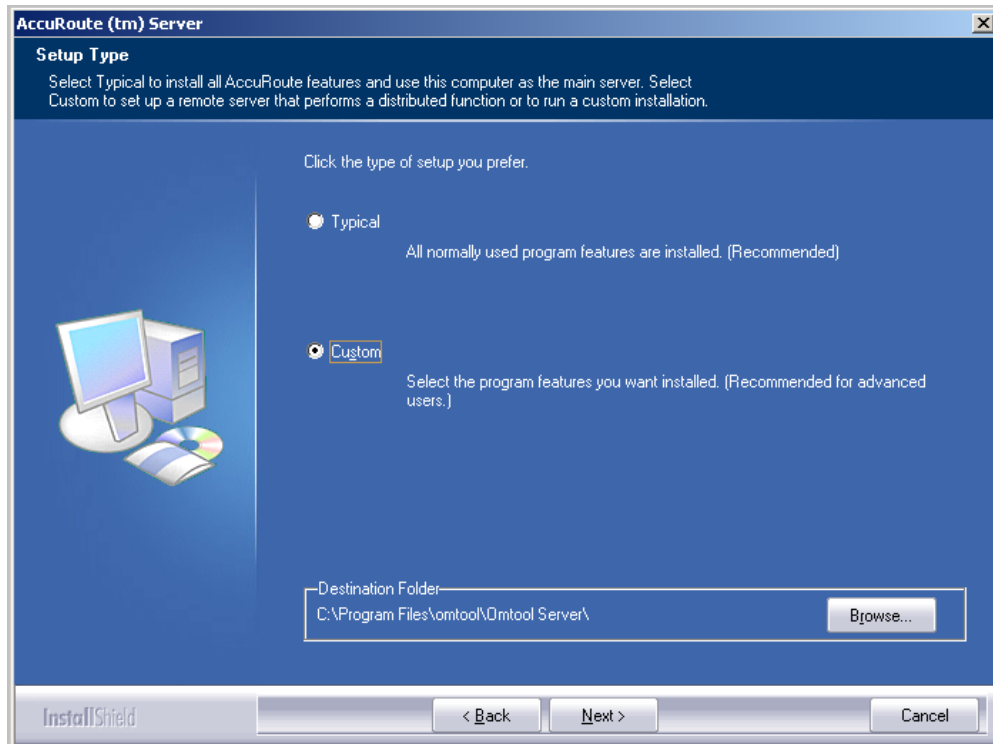 AccuRoute (tm) Server
Setup Type
Select Typical to install all AccuRoute features and use this computer as the main server. Select
Custom to set up a remote server that performs a distributed function or to run a custom installation.
Click the type of setup you prefer.
Typical
All normally used program features are installed. (Recommended)
Custom
Select the program features you want installed. (Recommended for advanced
users.)
Destination Folder
C:\Program Files\omtool\Omtool Server\
Browse...
InstallShield
< Back
Next >
Cancel